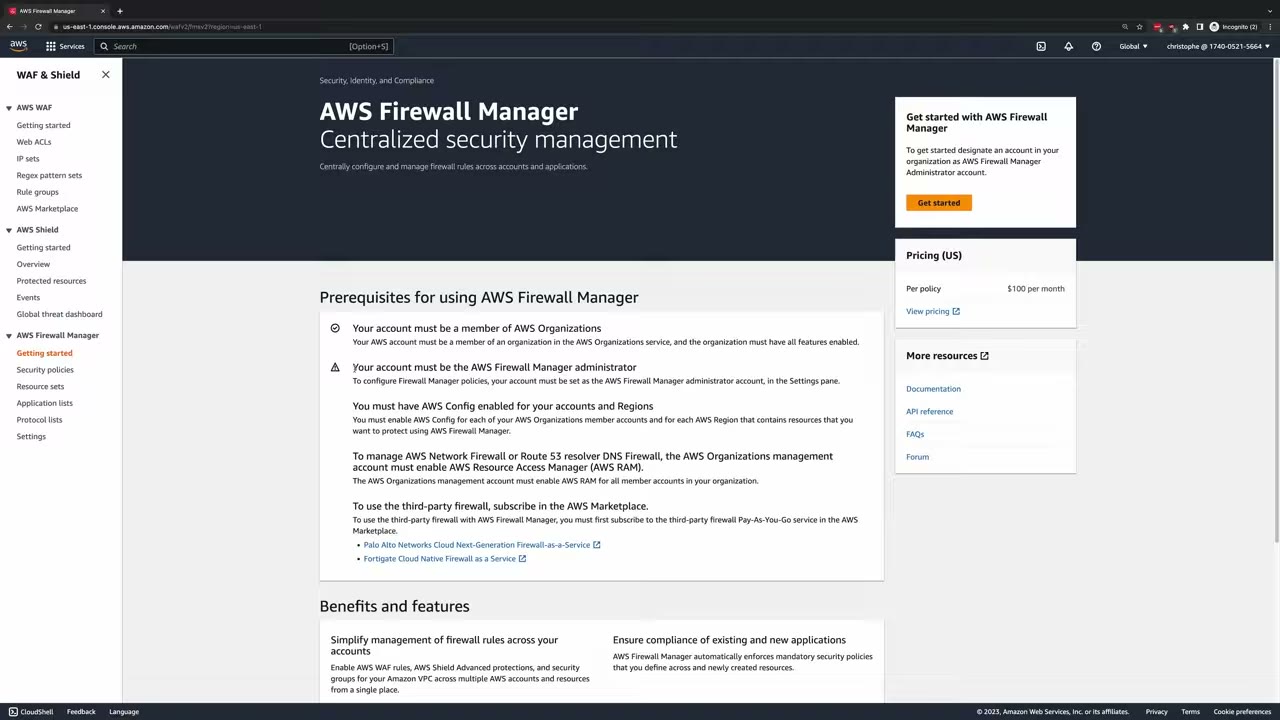 AWS Firewall Manager
us-east-1.console.aws.amazon.com/wafv2/fmsv2?region=us-east-1
Incognito (2)
aws
Services
Search
[Option+S]
Global
christophe @ 1740-0521-5664
WAF & Shield
AWS WAF
Getting started
Web ACLs
IP sets
Regex pattern sets
Rule groups
AWS Marketplace
AWS Shield
Getting started
Overview
Protected resources
Events
Global threat dashboard
AWS Firewall Manager
Getting started
Security policies
Resource sets
Application lists
Protocol lists
Settings
Security, Identity, and Compliance
AWS Firewall Manager
Centralized security management
Centrally configure and manage firewall rules across accounts and applications.
Get started with AWS Firewall
Manager
To get started designate an account in your
organization as AWS Firewall Manager
Administrator account.
Get started
Pricing (US)
Per policy
$100 per month
View pricing
More resources
Documentation
API reference
FAQs
Forum
Prerequisites for using AWS Firewall Manager
Your account must be a member of AWS Organizations
Your AWS account must be a member of an organization in the AWS Organizations service, and the organization must have all features enabled.
Your account must be the AWS Firewall Manager administrator
To configure Firewall Manager policies, your account must be set as the AWS Firewall Manager administrator account, in the Settings pane.
You must have AWS Config enabled for your accounts and Regions
You must enable AWS Config for each of your AWS Organizations member accounts and for each AWS Region that contains resources that you
want to protect using AWS Firewall Manager.
To manage AWS Network Firewall or Route 53 resolver DNS Firewall, the AWS Organizations management
account must enable AWS Resource Access Manager (AWS RAM).
The AWS Organizations management account must enable AWS RAM for all member accounts in your organization.
To use the third-party firewall, subscribe in the AWS Marketplace.
To use the third-party firewall with AWS Firewall Manager, you must first subscribe to the third-party firewall Pay-As-You-Go service in the AWS
Marketplace.
• Palo Alto Networks Cloud Next-Generation Firewall-as-a-Service
• Fortigate Cloud Native Firewall as a Service
Benefits and features
Simplify management of firewall rules across your
accounts
Enable AWS WAF rules, AWS Shield Advanced protections, and security
groups for your Amazon VPC across multiple AWS accounts and resources
from a single place.
Ensure compliance of existing and new applications
AWS Firewall Manager automatically enforces mandatory security policies
that you define across and newly created resources.
CloudShell
Feedback
Language
© 2023, Amazon Web Services, Inc. or its affiliates.
Privacy
Terms
Cookie preferences